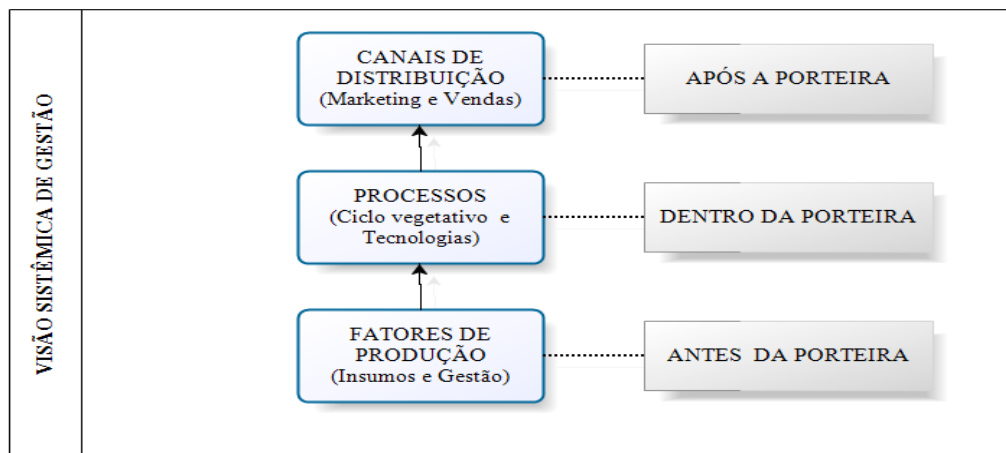 VISÃO SISTÊMICA DE GESTÃO
CANAIS DE
DISTRIBUIÇÃO
(Marketing e Vendas)
APÓS A PORTEIRA
PROCESSOS
(Ciclo vegetativo e
Tecnologias)
DENTRO DA PORTEIRA
FATORES DE
PRODUÇÃO
(Insumos e Gestão)
ANTES DA PORTEIRA